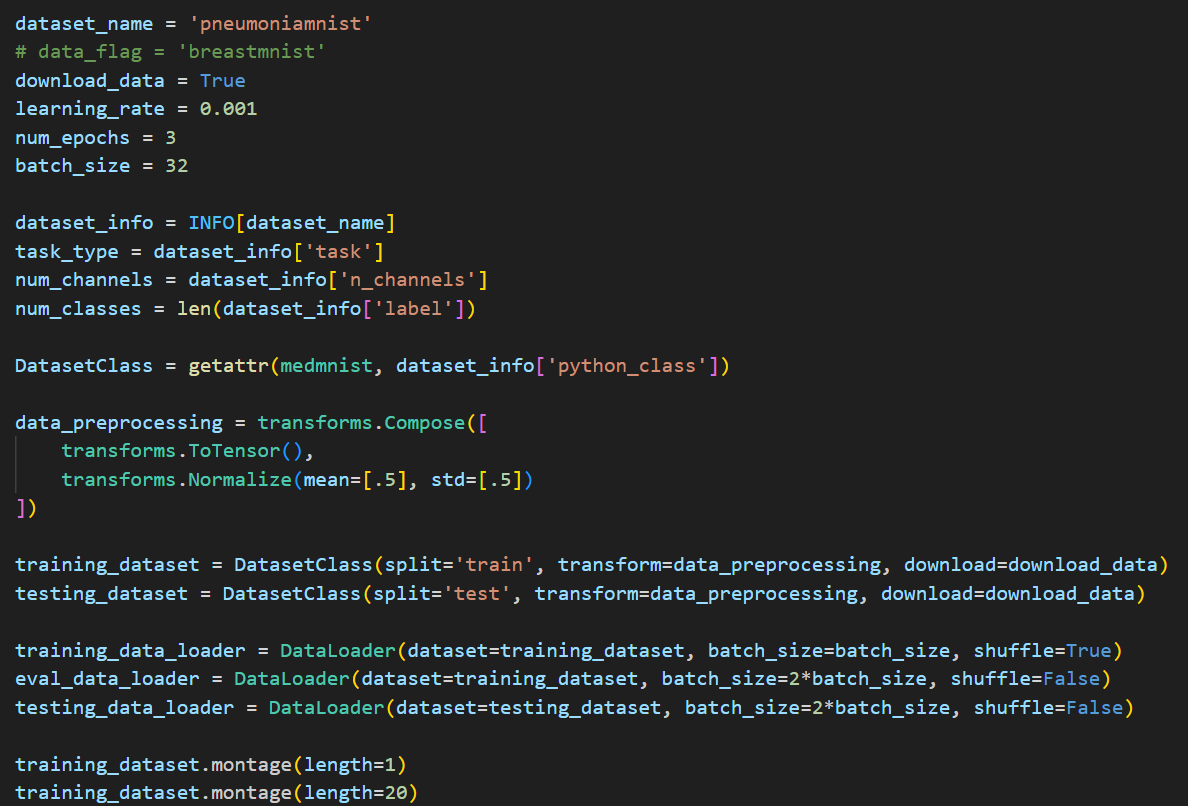 dataset_name = 'pneumoniamnist'
# data_flag = 'breastmnist'
download_data = True
learning_rate = 0.001
num_epochs = 3
batch_size = 32

dataset_info = INFO[dataset_name]
task_type = dataset_info['task']
num_channels = dataset_info['n_channels']
num_classes = len(dataset_info['label'])

DatasetClass = getattr(medmnist, dataset_info['python_class'])

data_preprocessing = transforms.Compose([
    transforms.ToTensor(),
    transforms.Normalize(mean=[.5], std=[.5])
])

training_dataset = DatasetClass(split='train', transform=data_preprocessing, download=download_data)
testing_dataset = DatasetClass(split='test', transform=data_preprocessing, download=download_data)

training_data_loader = DataLoader(dataset=training_dataset, batch_size=batch_size, shuffle=True)
eval_data_loader = DataLoader(dataset=training_dataset, batch_size=2*batch_size, shuffle=False)
testing_data_loader = DataLoader(dataset=testing_dataset, batch_size=2*batch_size, shuffle=False)

training_dataset.montage(length=1)
training_dataset.montage(length=20)